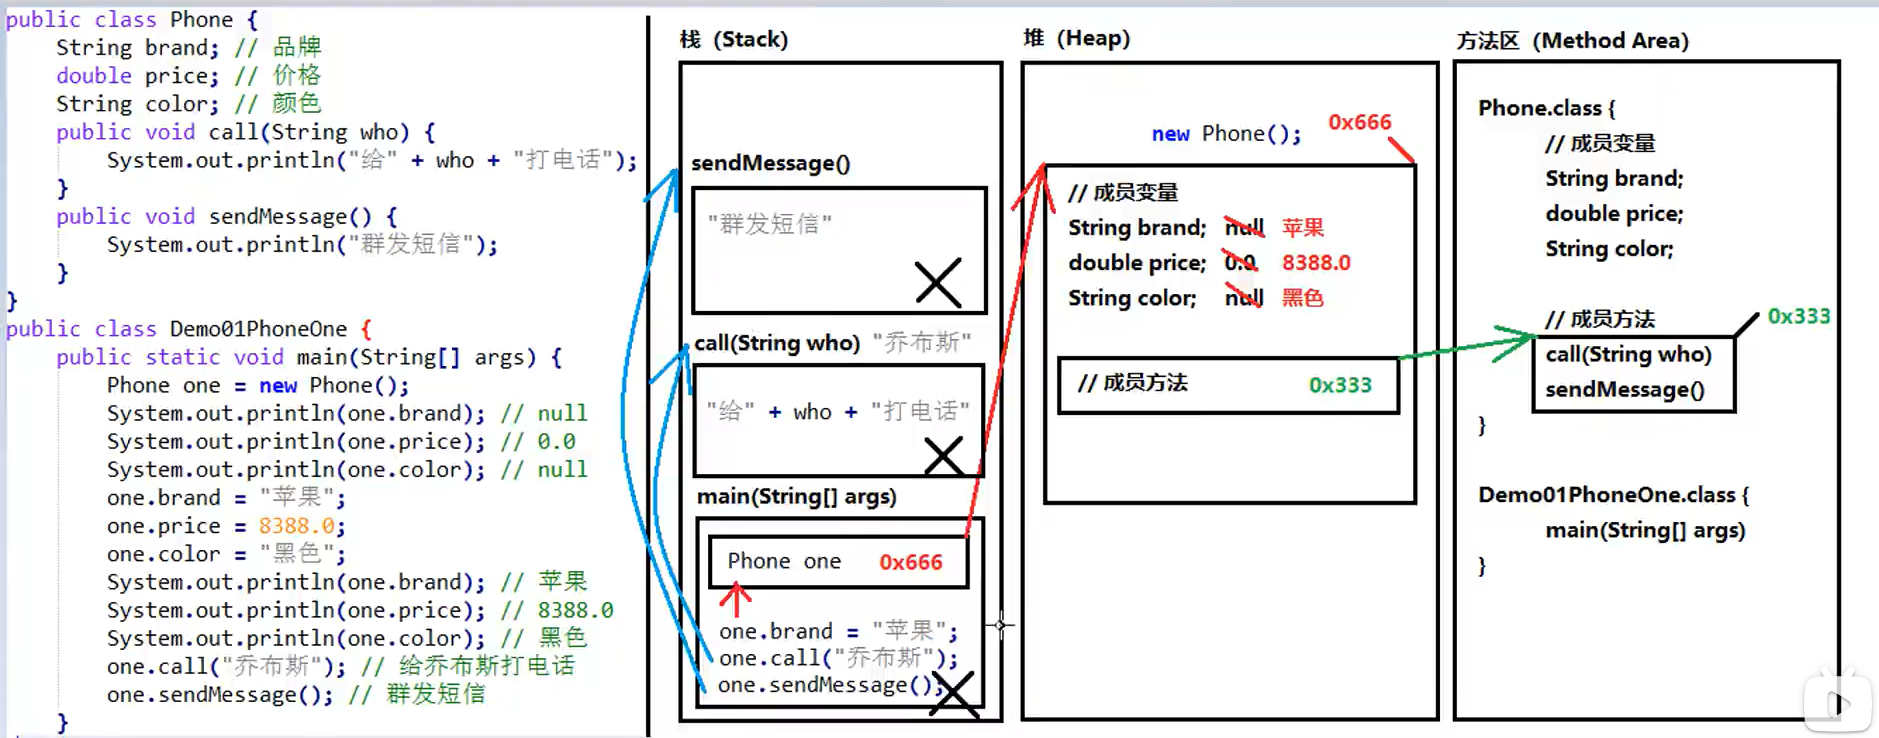 public class Phone {
String brand; // 品牌
double price; // 价格
String color; // 颜色
public void call(String who) {
System.out.println("给" + who + "打电话");
}
public void sendMessage() {
System.out.println("群发短信");
}
}
public class Demo01PhoneOne {
public static void main(String[] args) {
Phone one = new Phone();
System.out.println(one.brand); // null
System.out.println(one.price); // 0.0
System.out.println(one.color); // null
one.brand = "苹果";
one.price = 8388.0;
one.color = "黑色";
System.out.println(one.brand); // 苹果
System.out.println(one.price); // 8388.0
System.out.println(one.color); // 黑色
one.call("乔布斯"); // 给乔布斯打电话
one.sendMessage(); // 群发短信
}
栈（Stack)
sendMessage()
"群发短信"
call(String who) "乔布斯"
"给" + who + "打电话"
main(String[] args)
Phone one 0x666
one.brand = "苹果";
one.call("乔布斯");
one.sendMessage();
堆（Heap)
new Phone(); 0x666
// 成员变量
String brand; null 苹果
double price; 0.0 8388.0
String color; null 黑色
// 成员方法 0x333
方法区（Method Area)
Phone.class {
// 成员变量
String brand;
double price;
String color;
// 成员方法 0x333
call(String who)
sendMessage()
}
Demo01PhoneOne.class {
main(String[] args)
}